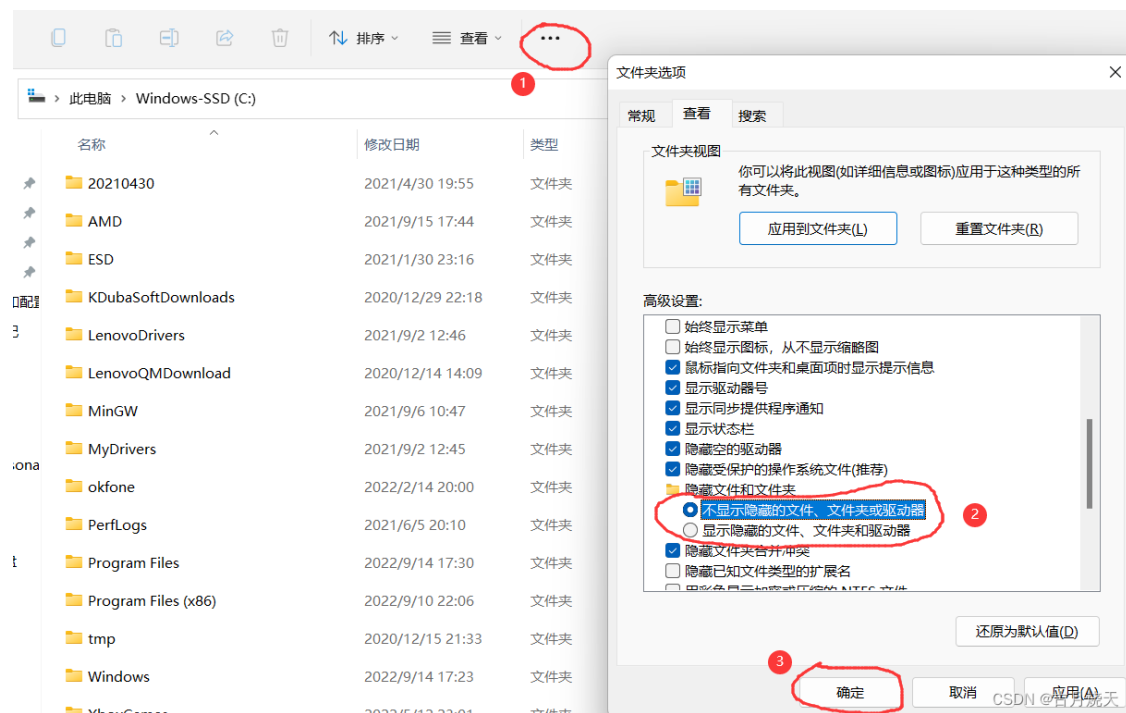 排序
查看
1
此电脑
Windows-SSD (C:)
名称
修改日期
类型
20210430
2021/4/30 19:55
文件夹
AMD
2021/9/15 17:44
文件夹
ESD
2021/1/30 23:16
文件夹
KDubaSoftDownloads
2020/12/29 22:18
文件夹
LenovoDrivers
2021/9/2 12:46
文件夹
LenovoQMDownload
2020/12/14 14:09
文件夹
MinGW
2021/9/6 10:47
文件夹
MyDrivers
2021/9/2 12:45
文件夹
okfone
2022/2/14 20:00
文件夹
PerfLogs
2021/6/5 20:10
文件夹
Program Files
2022/9/14 17:30
文件夹
Program Files (x86)
2022/9/10 22:06
文件夹
tmp
2020/12/15 21:33
文件夹
Windows
2022/9/14 17:23
文件夹
文件夹选项
常规
查看
搜索
文件夹视图
你可以将此视图(如详细信息或图标)应用于这种类型的所
有文件夹。
应用到文件夹(L)
重置文件夹(R)
高级设置:
始终显示菜单
始终显示图标，从不显示缩略图
鼠标指向文件夹和桌面项时显示提示信息
显示驱动器号
显示同步提供程序通知
显示状态栏
隐藏空的驱动器
隐藏受保护的操作系统文件(推荐)
隐藏文件和文件夹
不显示隐藏的文件、文件夹或驱动器
显示隐藏的文件、文件夹和驱动器
2
隐藏文件夹合并冲突
隐藏已知文件类型的扩展名
还原为默认值(D)
3
确定
取消
应用(A)